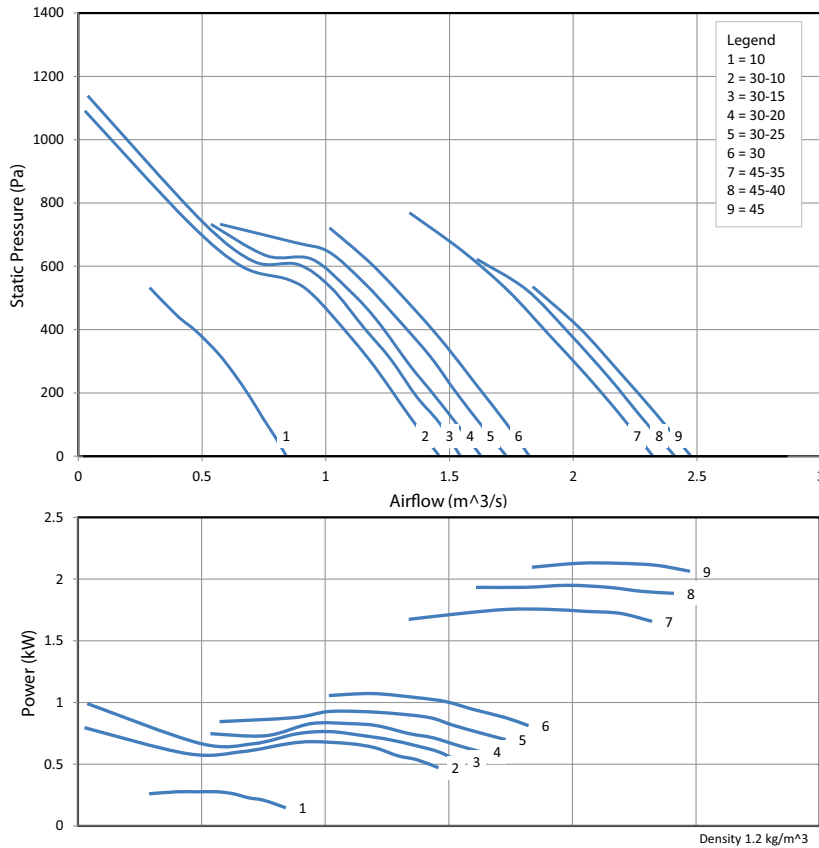 1400
1200
1000
800
600
400
200
0
Static Pressure (Pa)
Legend
1 = 10
2 = 30-10
3 = 30-15
4 = 30-20
5 = 30-25
6 = 30
7 = 45-35
8 = 45-40
9 = 45
1 2 3 4 5 6 7 8 9
0 0.5 1 1.5 2 2.5 3
Airflow (m^3/s)
2.5
2
1.5
1
0.5
0
Power (kW)
9
8
7
6
5
4
3
2
1
Density 1.2 kg/m^3